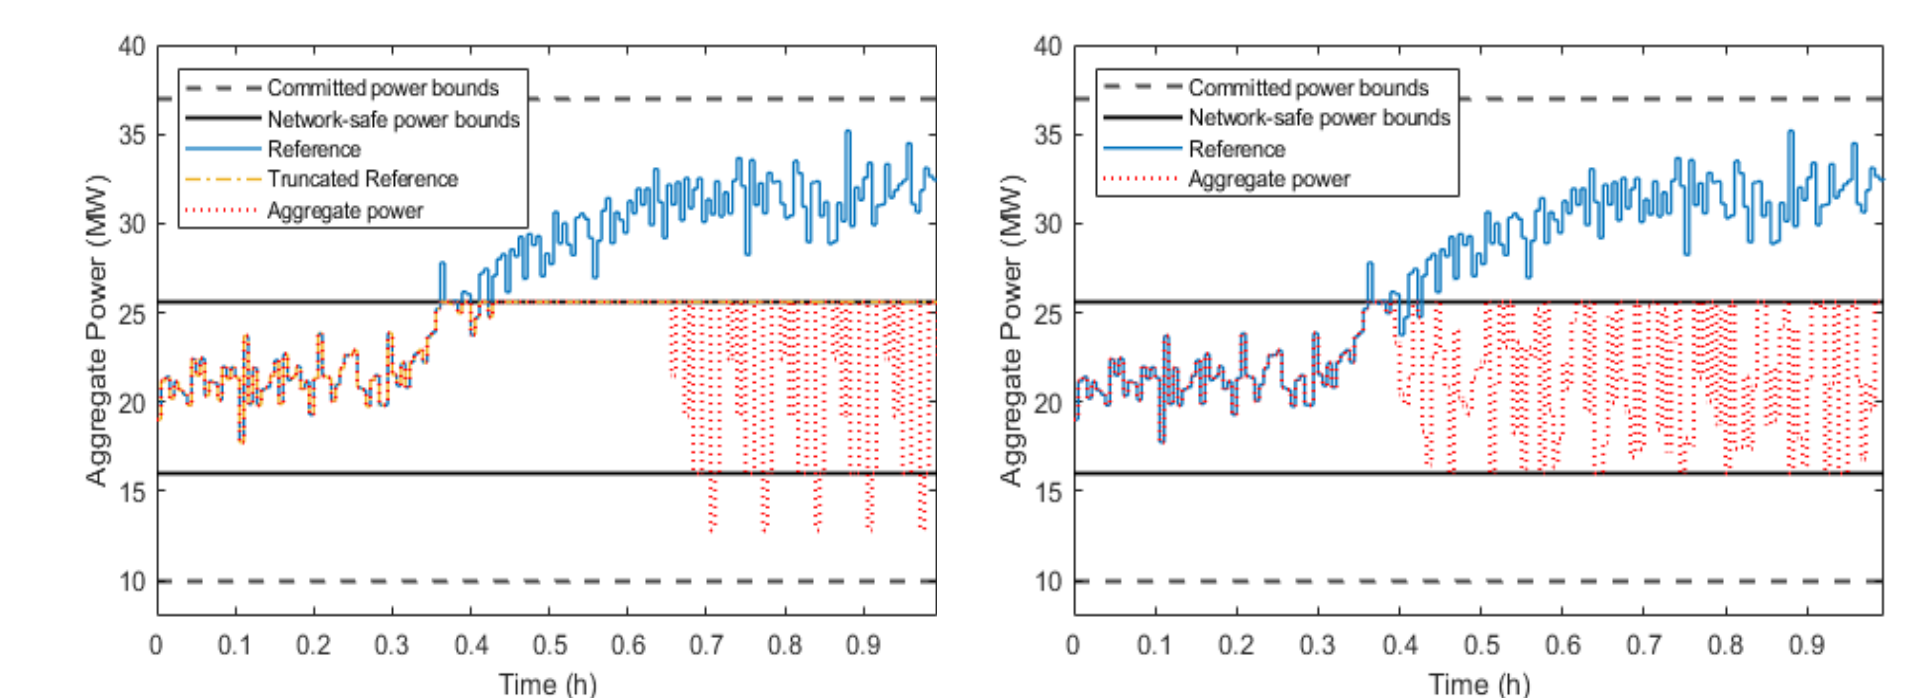 40
35
30
25
20
15
10
Aggregate Power (MW)
Committed power bounds
Network-safe power bounds
Reference
Truncated Reference
Aggregate power
0 0.1 0.2 0.3 0.4 0.5 0.6 0.7 0.8 0.9
Time (h)
40
35
30
25
20
15
10
Aggregate Power (MW)
Committed power bounds
Network-safe power bounds
Reference
Aggregate power
0 0.1 0.2 0.3 0.4 0.5 0.6 0.7 0.8 0.9
Time (h)